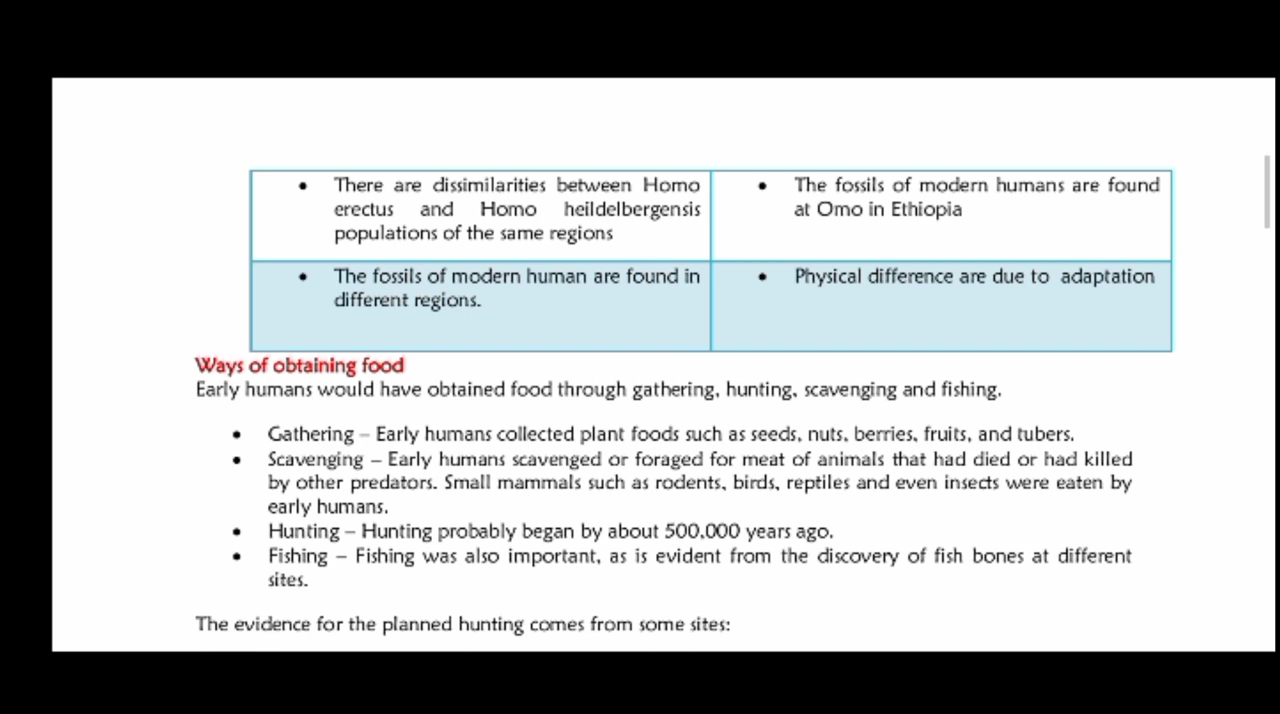 • There are dissimilarities between Homo
erectus and Homo heildelbergensis
populations of the same regions
• The fossils of modern humans are found
at Omo in Ethiopia
• The fossils of modern human are found in
different regions.
• Physical difference are due to adaptation
Ways of obtaining food
Early humans would have obtained food through gathering, hunting, scavenging and fishing.
• Gathering – Early humans collected plant foods such as seeds, nuts, berries, fruits, and tubers.
• Scavenging – Early humans scavenged or foraged for meat of animals that had died or had killed
by other predators. Small mammals such as rodents, birds, reptiles and even insects were eaten by
early humans.
• Hunting – Hunting probably began by about 500,000 years ago.
• Fishing – Fishing was also important, as is evident from the discovery of fish bones at different
sites.
The evidence for the planned hunting comes from some sites: